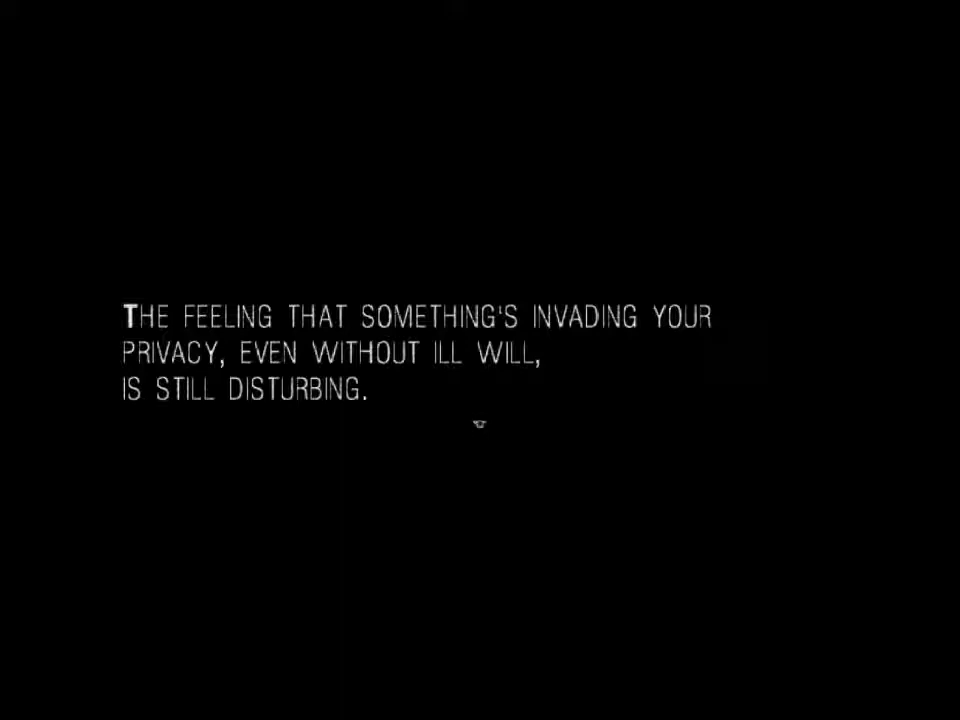 THE FEELING THAT SOMETHING'S INVADING YOUR
PRIVACY, EVEN WITHOUT ILL WILL,
IS STILL DISTURBING.